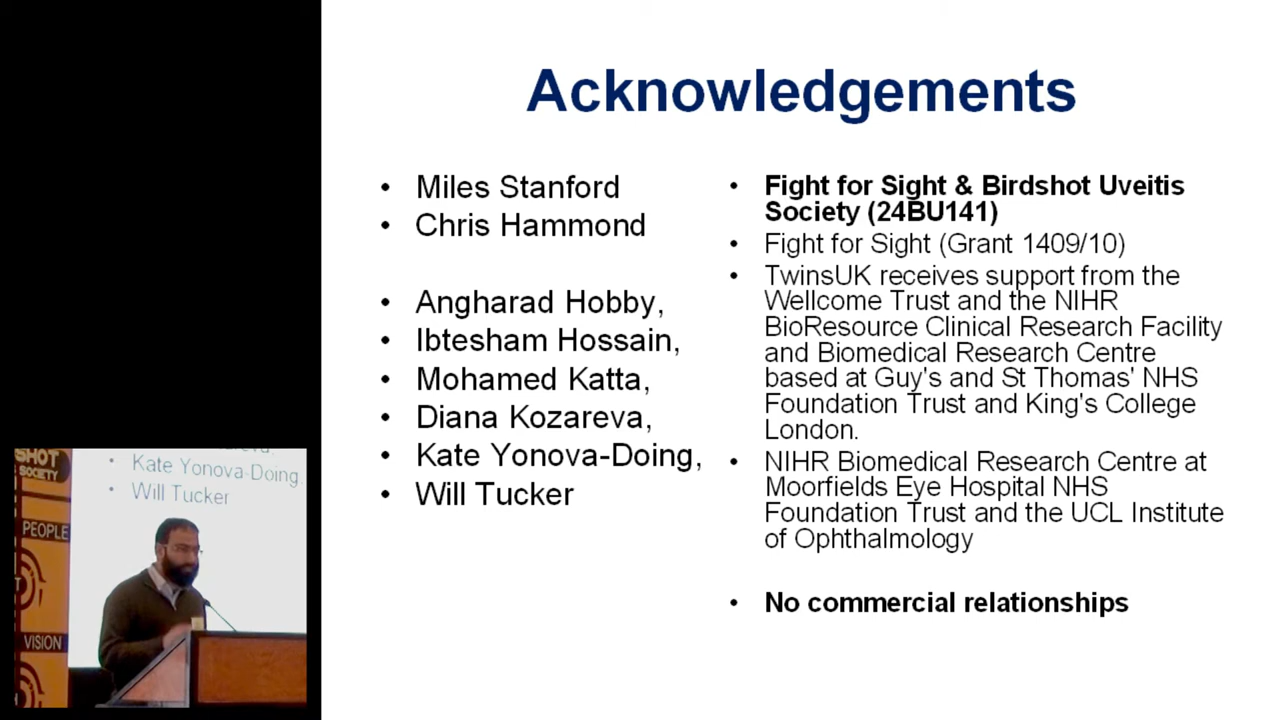 Acknowledgements
• Miles Stanford
• Chris Hammond
• Angharad Hobby,
• Ibtesham Hossain,
• Mohamed Katta,
• Diana Kozareva,
• Kate Yonova-Doing,
• Will Tucker
• Fight for Sight & Birdshot Uveitis
Society (24BU141)
• Fight for Sight (Grant 1409/10)
• TwinsUK receives support from the
Wellcome Trust and the NIHR
BioResource Clinical Research Facility
and Biomedical Research Centre
based at Guy's and St Thomas' NHS
Foundation Trust and King's College
London.
• NIHR Biomedical Research Centre at
Moorfields Eye Hospital NHS
Foundation Trust and the UCL Institute
of Ophthalmology
• No commercial relationships
SHOT
SOCIETY
PEOPLE
VISION
• Kate Yonova-Doing,
• Will Tucker